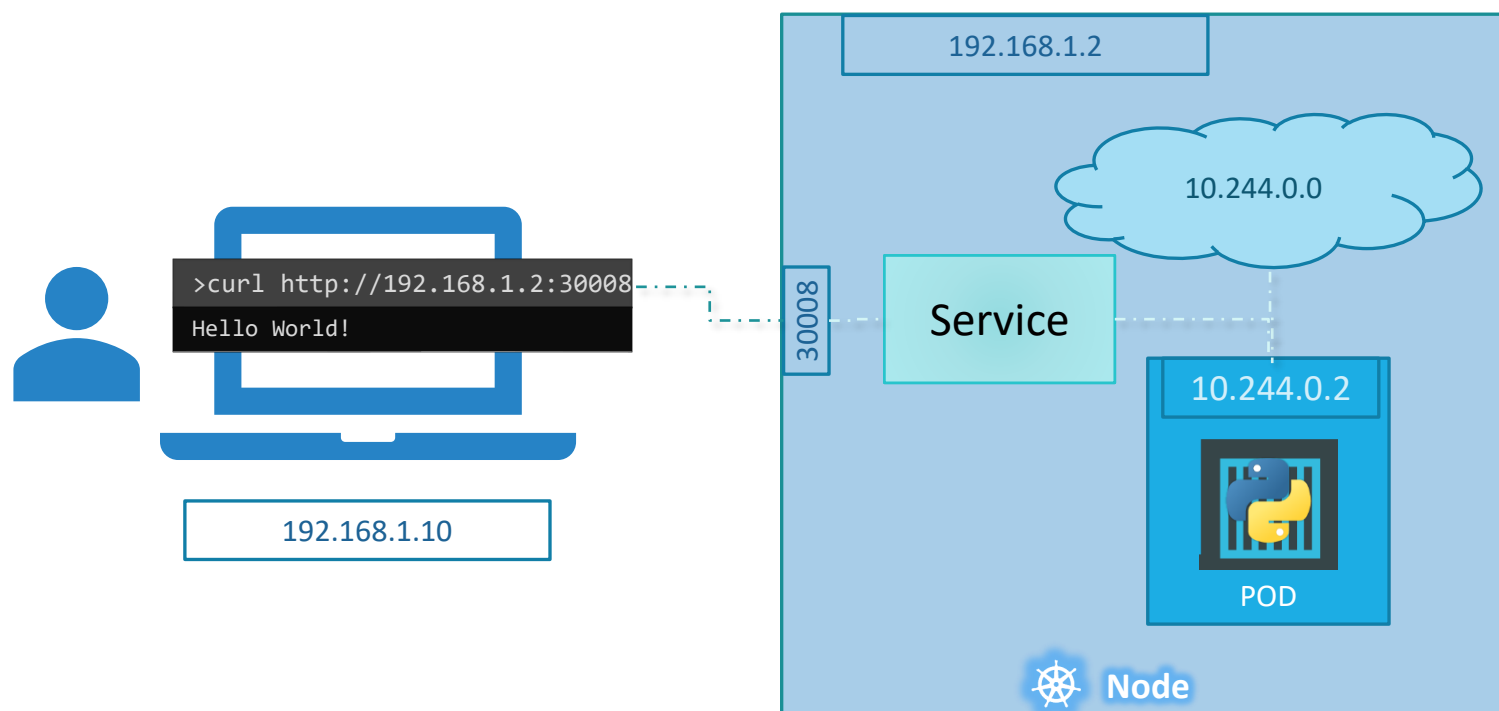 192.168.1.2
10.244.0.0
>curl http://192.168.1.2:30008
Hello World!
30008
Service
10.244.0.2
192.168.1.10
POD
Node